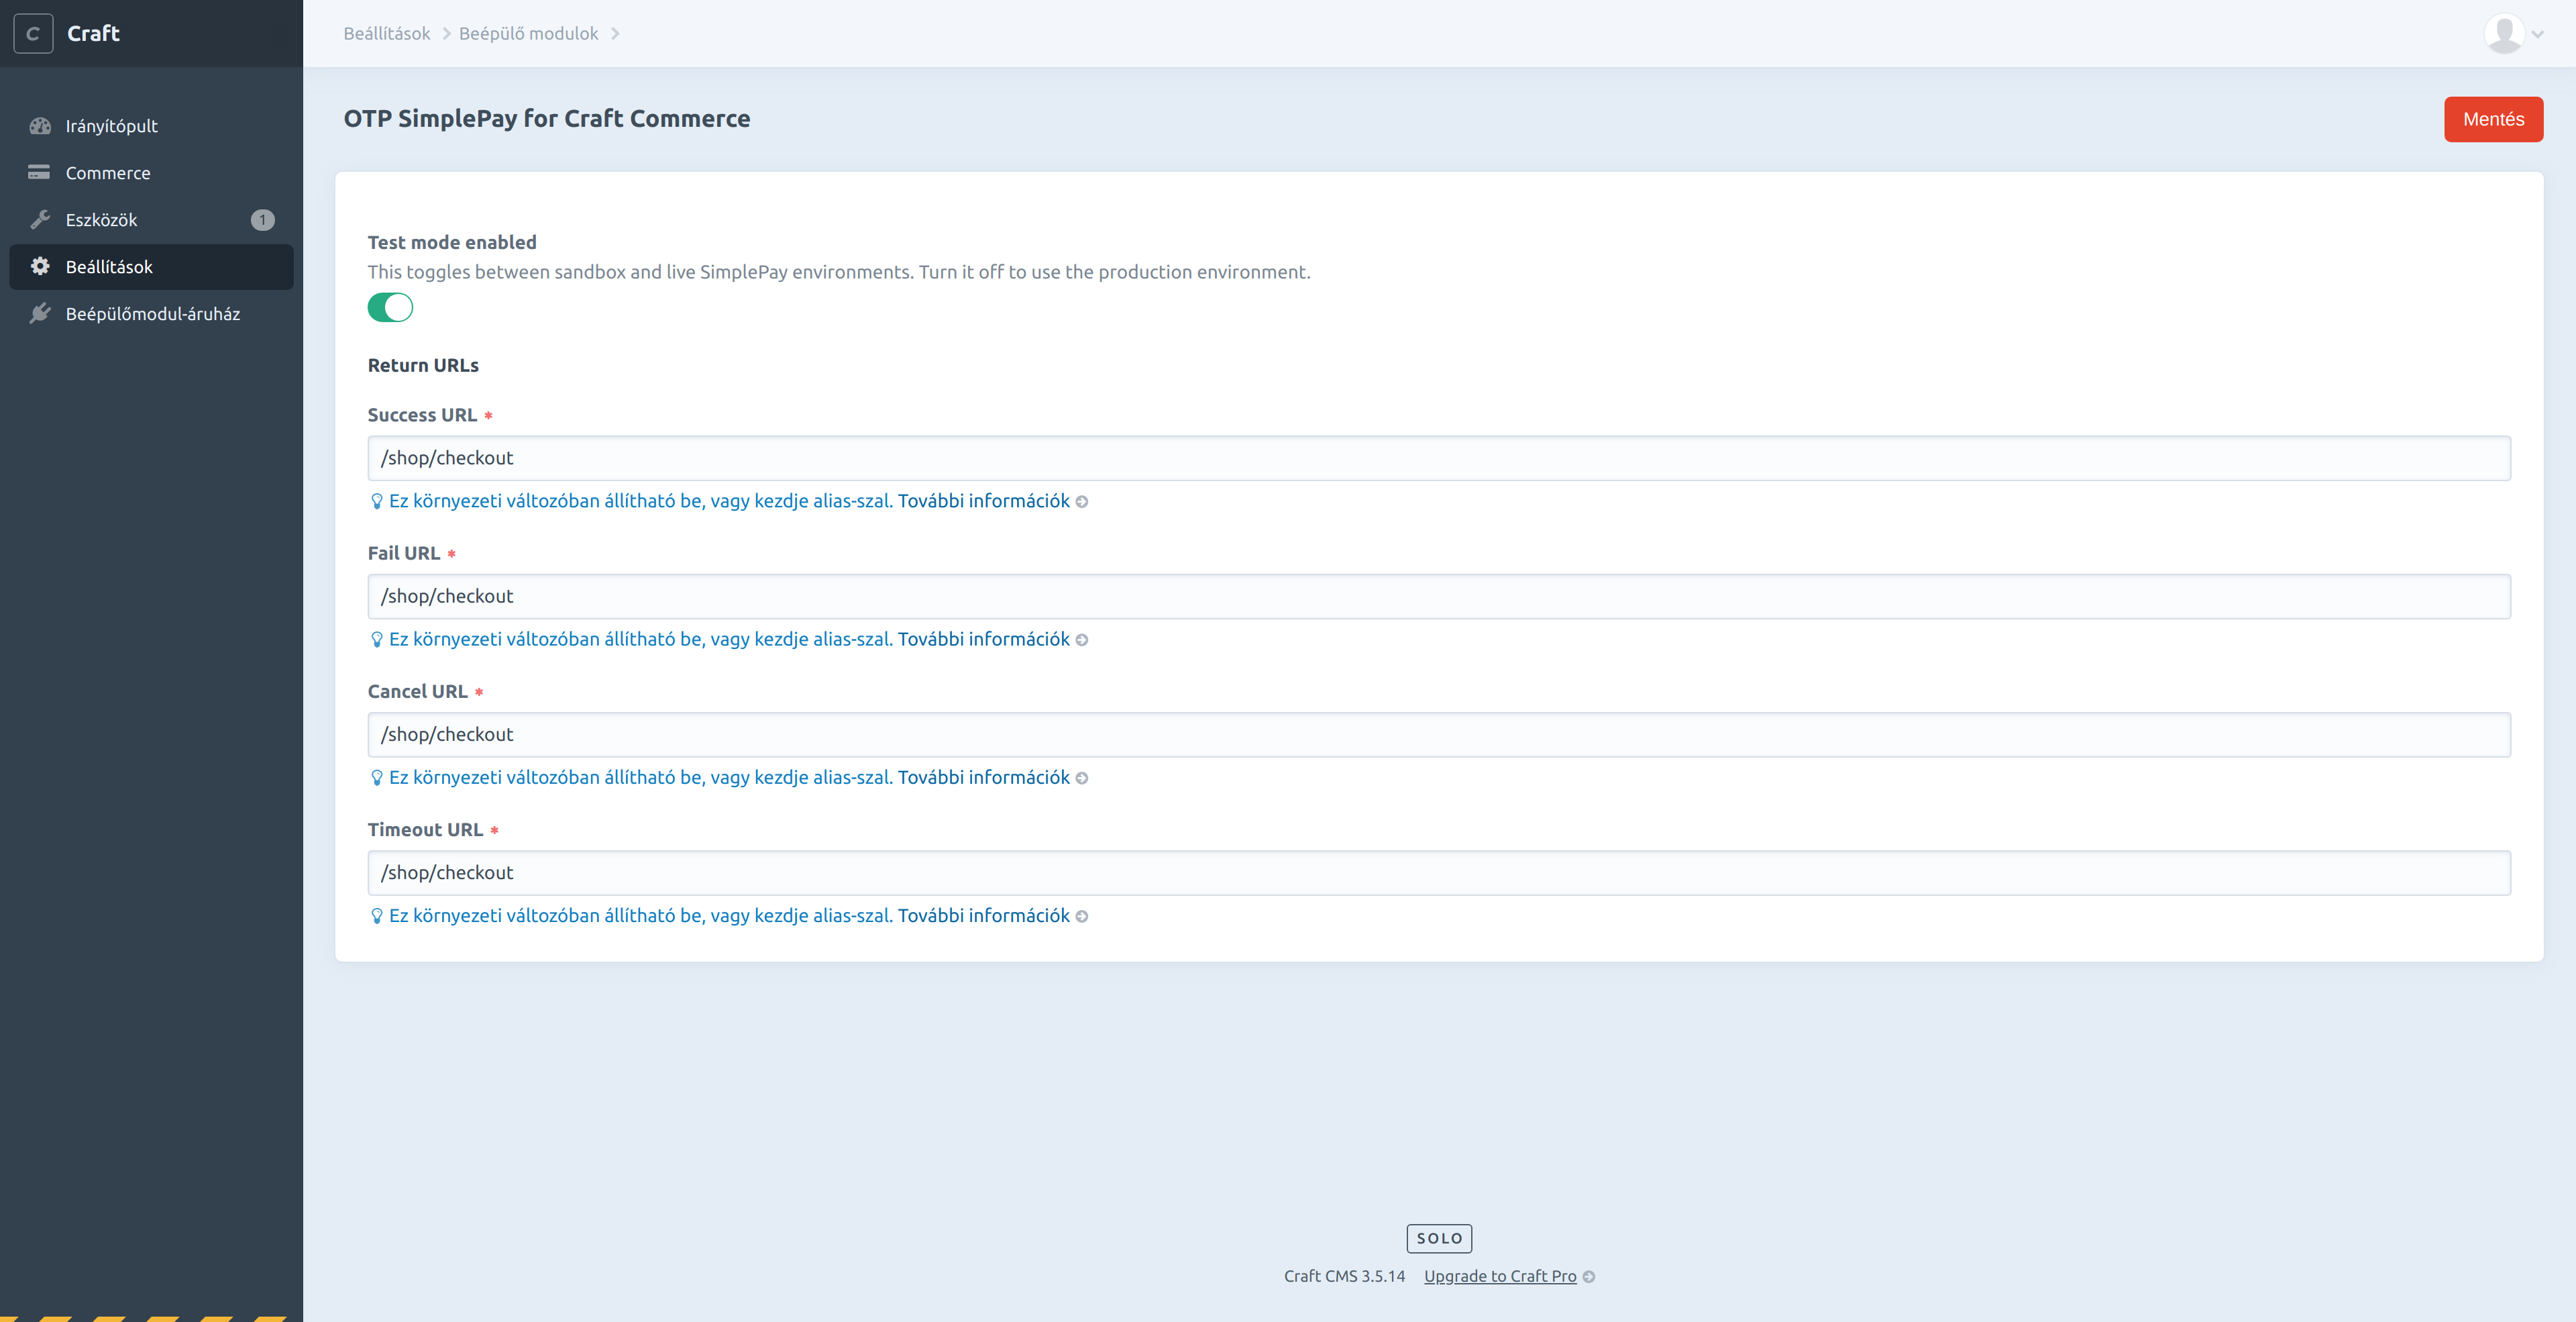 C Craft
Beállítások Beépülő modulok
Irányítópult
Commerce
Eszközök 1
Beállítások
Beépülőmodul-áruház
OTP SimplePay for Craft Commerce
Mentés
Test mode enabled
This toggles between sandbox and live SimplePay environments. Turn it off to use the production environment.
Return URLs
Success URL *
/shop/checkout
Ez környezeti változóban állítható be, vagy kezdje alias-szal. További információk
Fail URL *
/shop/checkout
Ez környezeti változóban állítható be, vagy kezdje alias-szal. További információk
Cancel URL *
/shop/checkout
Ez környezeti változóban állítható be, vagy kezdje alias-szal. További információk
Timeout URL *
/shop/checkout
Ez környezeti változóban állítható be, vagy kezdje alias-szal. További információk
SOLO
Craft CMS 3.5.14 Upgrade to Craft Pro